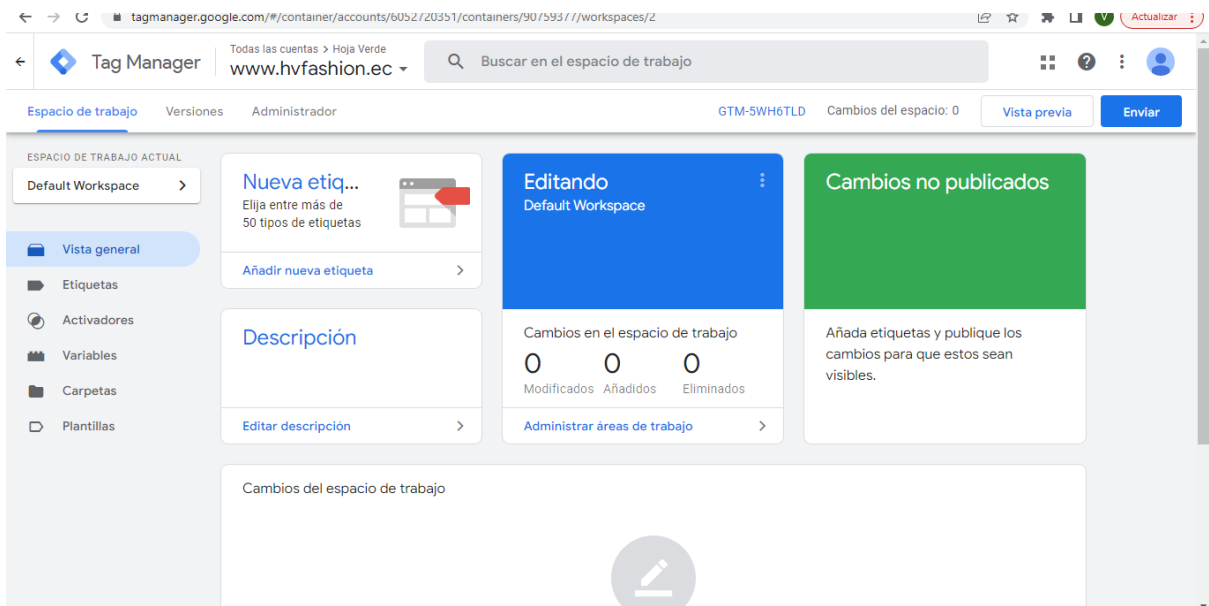 tagmanager.google.com/#/container/accounts/6052720351/containers/90759377/workspaces/2
V
Actualizar
Tag Manager
Todas las cuentas > Hoja Verde
www.hvfashion.ec
Buscar en el espacio de trabajo
Espacio de trabajo
Versiones
Administrador
GTM-5WH6TLD
Cambios del espacio: 0
Vista previa
Enviar
ESPACIO DE TRABAJO ACTUAL
Default Workspace
Vista general
Etiquetas
Activadores
Variables
Carpetas
Plantillas
Nueva etiq...
Elija entre más de
50 tipos de etiquetas
Añadir nueva etiqueta
Descripción
Editar descripción
Editando
Default Workspace
Cambios en el espacio de trabajo
0 0 0
Modificados Añadidos Eliminados
Administrar áreas de trabajo
Cambios no publicados
Añada etiquetas y publique los
cambios para que estos sean
visibles.
Cambios del espacio de trabajo